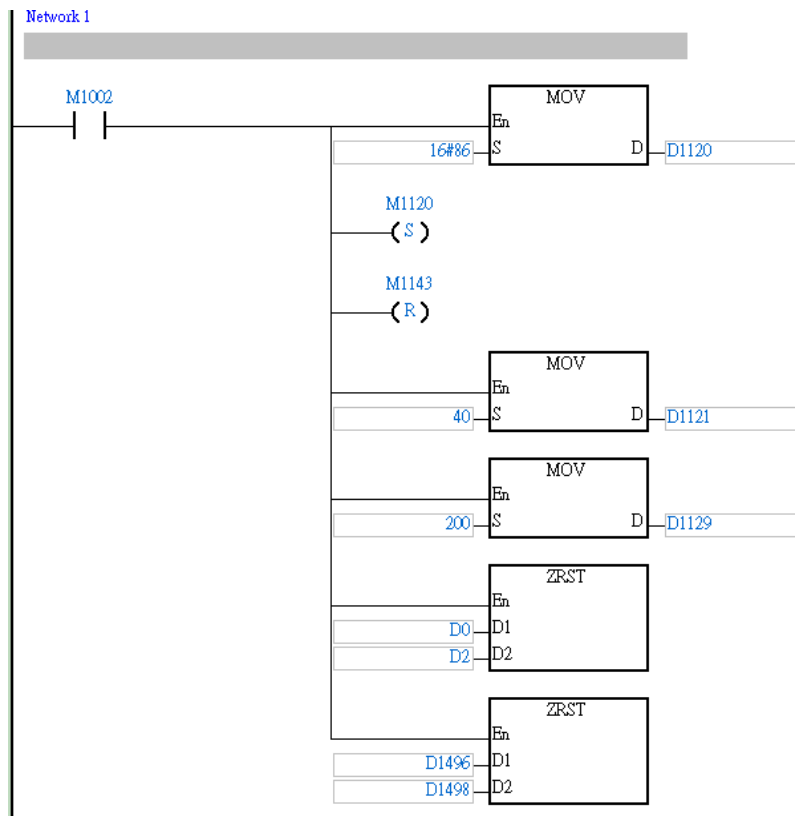 Network 1
M1002
MOV
En
16#86 S D D1120
M1120
S
M1143
R
MOV
En
40 S D D1121
MOV
En
200 S D D1129
ZRST
En
D0 D1
D2 D2
ZRST
En
D1496 D1
D1498 D2